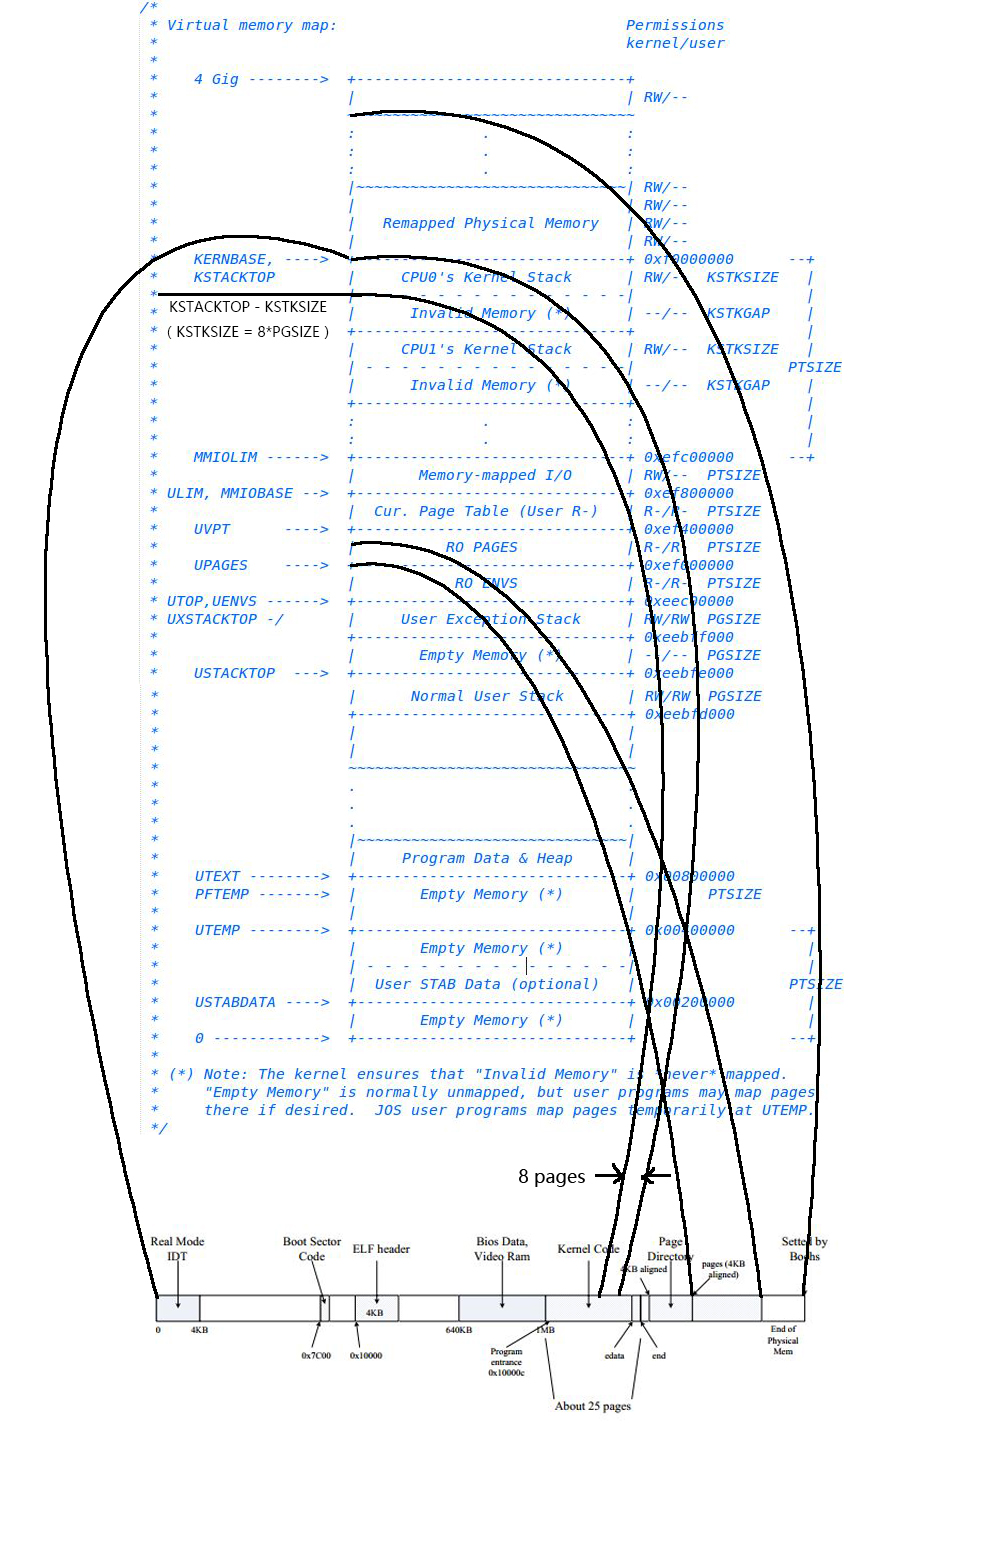 /*
 * Virtual memory map:                                Permissions
 *                                                    kernel/user
 *
 *    4 Gig -------->  +------------------------------+
 *                     |                              | RW/--
 *                     ~~~~~~~~~~~~~~~~~~~~~~~~~~~~~~~~
 *                     :              .               :
 *                     :              .               :
 *                     :              .               :
 *                     |~~~~~~~~~~~~~~~~~~~~~~~~~~~~~~| RW/--
 *                     |                              | RW/--
 *                     |   Remapped Physical Memory   | RW/--
 *                     |                              | RW/--
 *    KERNBASE, ---->  +------------------------------+ 0xf0000000      --+
 *    KSTACKTOP        |     CPU0's Kernel Stack      | RW/--  KSTKSIZE   |
 *                     | - - - - - - - - - - - - - - -|                   |
KSTACKTOP - KSTKSIZE
 *                     |      Invalid Memory (*)      | --/--  KSTKGAP    |
( KSTKSIZE = 8*PGSIZE )
 *                     +------------------------------+                   |
 *                     |     CPU1's Kernel Stack      | RW/--  KSTKSIZE   |
 *                     | - - - - - - - - - - - - - - -|                 PTSIZE
 *                     |      Invalid Memory (*)      | --/--  KSTKGAP    |
 *                     +------------------------------+                   |
 *                     :              .               :                   |
 *                     :              .               :                   |
 *    MMIOLIM ------>  +------------------------------+ 0xefc00000      --+
 *                     |       Memory-mapped I/O      | RW/--  PTSIZE
 * ULIM, MMIOBASE -->  +------------------------------+ 0xef800000
 *                     |  Cur. Page Table (User R-)   | R-/R-  PTSIZE
 *    UVPT      ---->  +------------------------------+ 0xef400000
 *                     |          RO PAGES            | R-/R-  PTSIZE
 *    UPAGES    ---->  +------------------------------+ 0xef000000
 *                     |           RO ENVS            | R-/R-  PTSIZE
 * UTOP,UENVS ------>  +------------------------------+ 0xeec00000
 * UXSTACKTOP -/       |     User Exception Stack     | RW/RW  PGSIZE
 *                     +------------------------------+ 0xeebff000
 *                     |       Empty Memory (*)       | --/--  PGSIZE
 *    USTACKTOP  --->  +------------------------------+ 0xeebfe000
 *                     |      Normal User Stack       | RW/RW  PGSIZE
 *                     +------------------------------+ 0xeebfd000
 *                     |                              |
 *                     |                              |
 *                     ~~~~~~~~~~~~~~~~~~~~~~~~~~~~~~~~
 *                     .                              .
 *                     .                              .
 *                     .                              .
 *                     |~~~~~~~~~~~~~~~~~~~~~~~~~~~~~~|
 *                     |     Program Data & Heap      |
 *    UTEXT -------->  +------------------------------+ 0x00800000
 *    PFTEMP ------->  |       Empty Memory (*)       |        PTSIZE
 *                     |                              |
 *    UTEMP -------->  +------------------------------+ 0x00400000      --+
 *                     |       Empty Memory (*)       |                   |
 *                     | - - - - - - - - - - - - - - -|                   |
 *                     |  User STAB Data (optional)   |                 PTSIZE
 *    USTABDATA ---->  +------------------------------+ 0x00200000        |
 *                     |       Empty Memory (*)       |                   |
 *    0 ------------>  +------------------------------+                 --+
 *
 * (*) Note: The kernel ensures that "Invalid Memory" is *never* mapped.
 *     "Empty Memory" is normally unmapped, but user programs may map pages
 *     there if desired.  JOS user programs map pages temporarily at UTEMP.
 */
8 pages
Real Mode
IDT
Boot Sector
Code
ELF header
Bios Data,
Video Ram
Kernel Code
4KB aligned
Page
Directory
pages (4KB
aligned)
Setted by
Bochs
4KB
0
4KB
0x7C00
0x10000
640KB
1MB
Program
entrance
0x10000c
edata
end
End of
Physical
Mem
About 25 pages